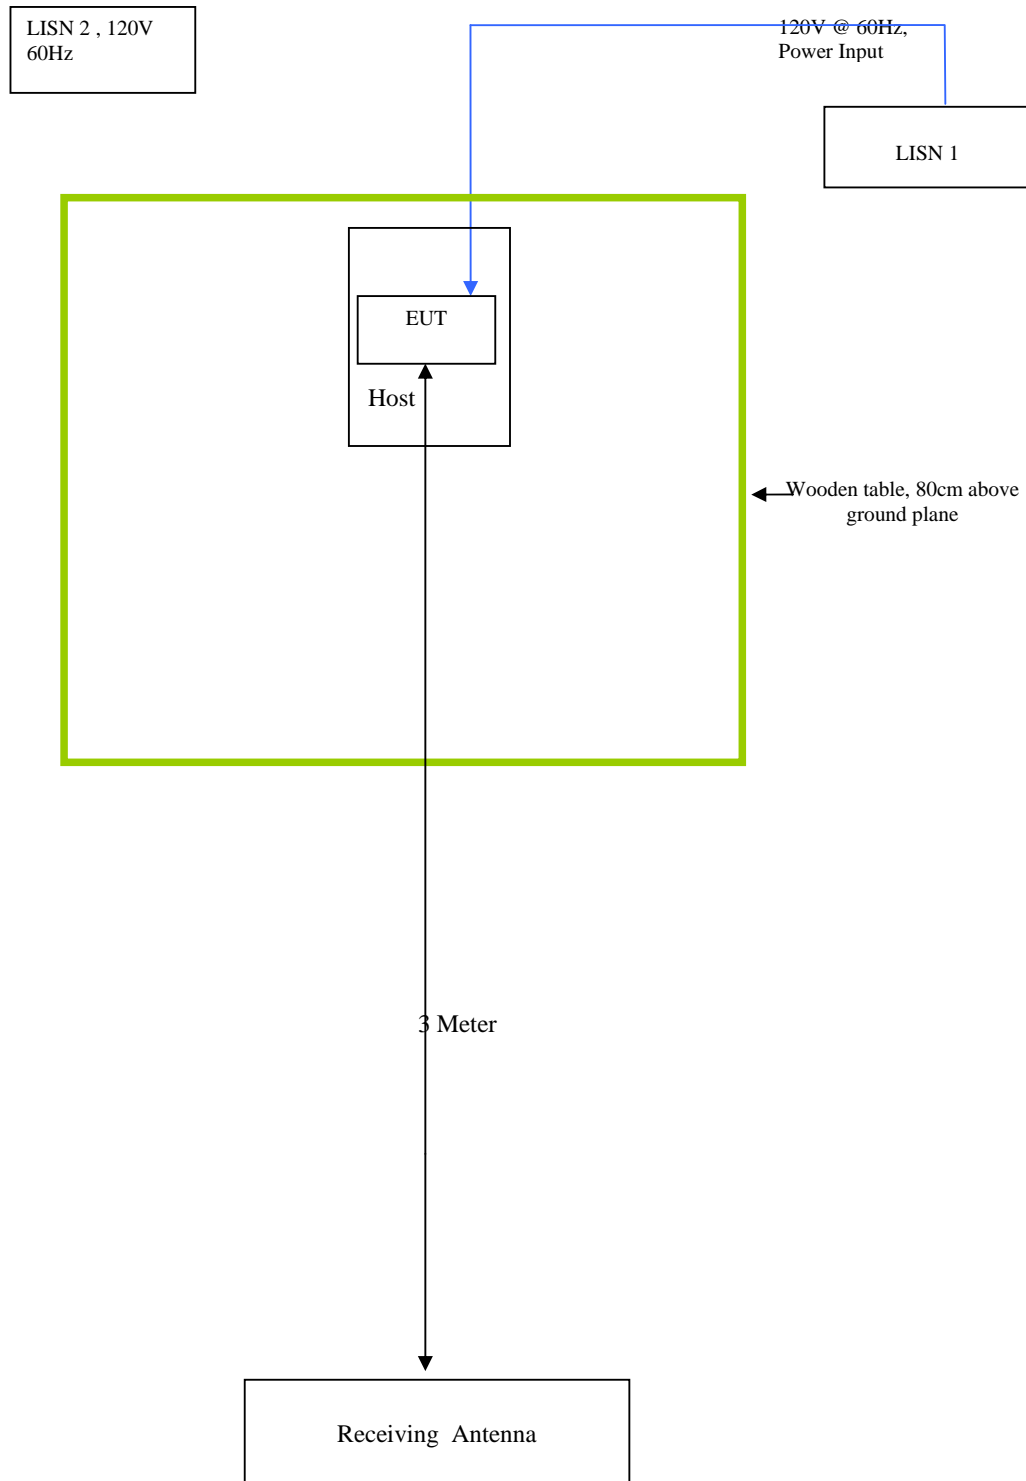 LISN 2 , 120V
60Hz
120V @ 60Hz,
Power Input
LISN 1
EUT
Host
Wooden table, 80cm above
ground plane
3 Meter
Receiving Antenna